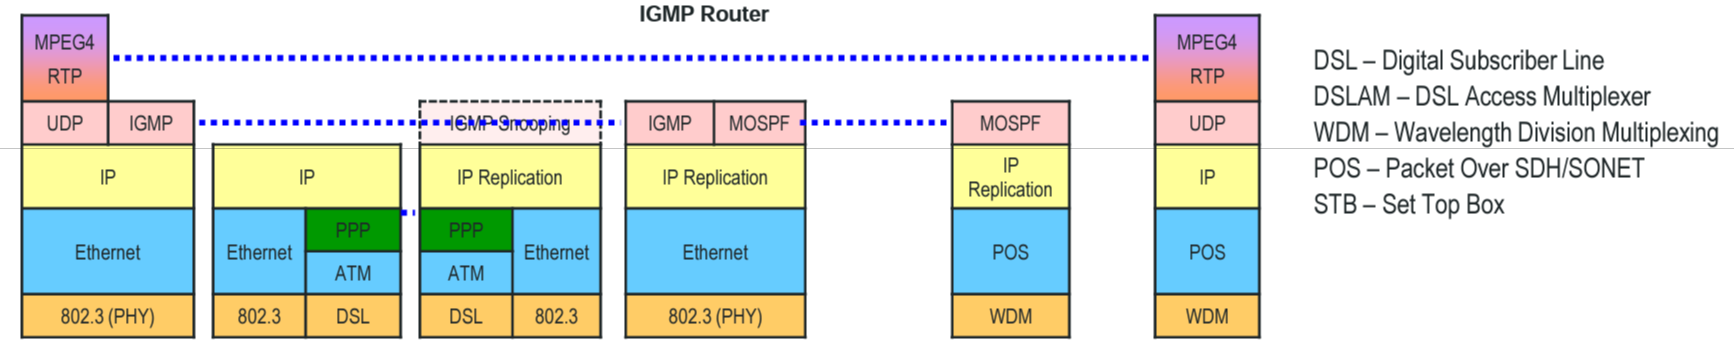 IGMP Router
MPEG4
RTP
UDP
IGMP
IP
Ethernet
802.3 (PHY)
IP
Ethernet
PPP
ATM
802.3
DSL
IGMP Snooping
IP Replication
PPP
ATM
Ethernet
DSL
802.3
IGMP
MOSPF
IP Replication
Ethernet
802.3 (PHY)
MOSPF
IP
Replication
POS
WDM
MPEG4
RTP
UDP
IP
POS
WDM
DSL – Digital Subscriber Line
DSLAM – DSL Access Multiplexer
WDM – Wavelength Division Multiplexing
POS – Packet Over SDH/SONET
STB – Set Top Box